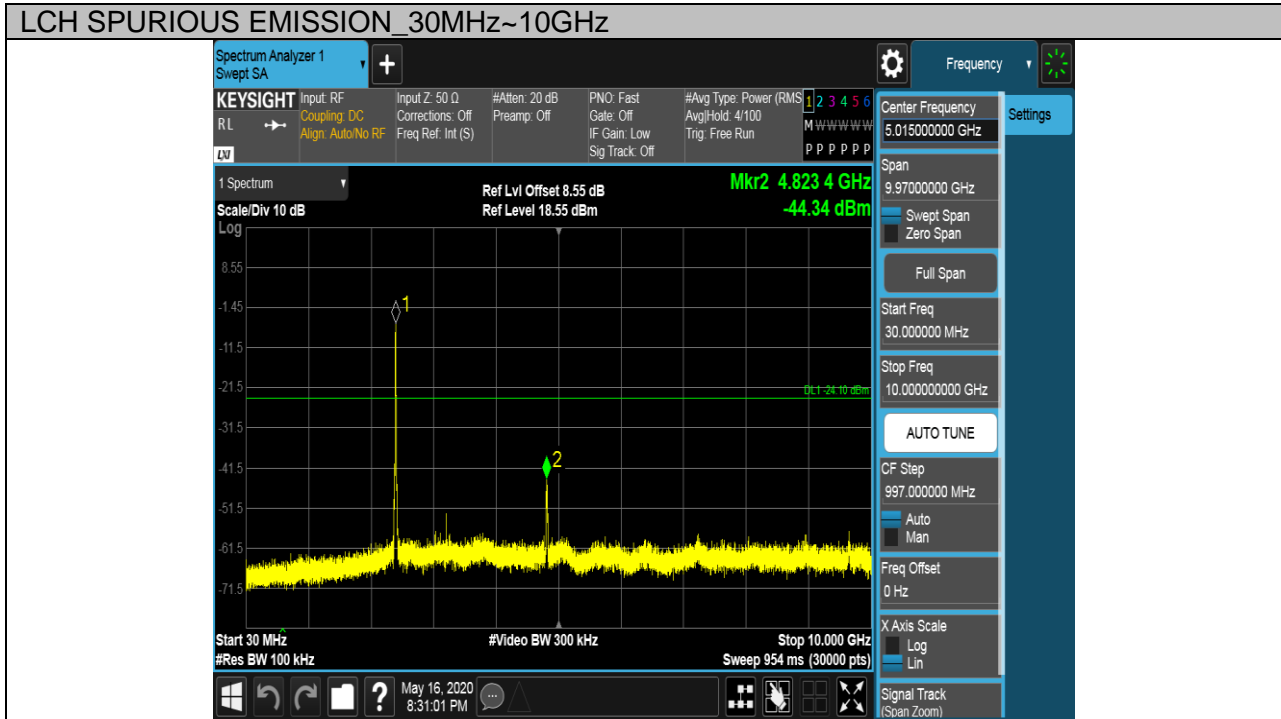 LCH SPURIOUS EMISSION_30MHz~10GHz
Spectrum Analyzer 1
Swept SA
+
Frequency
KEYSIGHT
RL
LXI
Input: RF
Coupling: DC
Align: Auto/No RF
Input Z: 50 Ω
Corrections: Off
Freq Ref: Int (S)
#Atten: 20 dB
Preamp: Off
PNO: Fast
Gate: Off
IF Gain: Low
Sig Track: Off
#Avg Type: Power (RMS
Avg|Hold: 4/100
Trig: Free Run
1 2 3 4 5 6
M W W W W W
P P P P P P
1 Spectrum
Scale/Div 10 dB
Log
Ref Lvl Offset 8.55 dB
Ref Level 18.55 dBm
Mkr2 4.823 4 GHz
-44.34 dBm
8.55
-1.45
-11.5
-21.5
-31.5
-41.5
-51.5
-61.5
-71.5
1
2
DL1 -24.10 dBm
Start 30 MHz
#Res BW 100 kHz
#Video BW 300 kHz
Stop 10.000 GHz
Sweep 954 ms (30000 pts)
Center Frequency
5.015000000 GHz
Settings
Span
9.97000000 GHz
Swept Span
Zero Span
Full Span
Start Freq
30.000000 MHz
Stop Freq
10.000000000 GHz
AUTO TUNE
CF Step
997.000000 MHz
Auto
Man
Freq Offset
0 Hz
X Axis Scale
Log
Lin
Signal Track
(Span Zoom)
?
May 16, 2020
8:31:01 PM